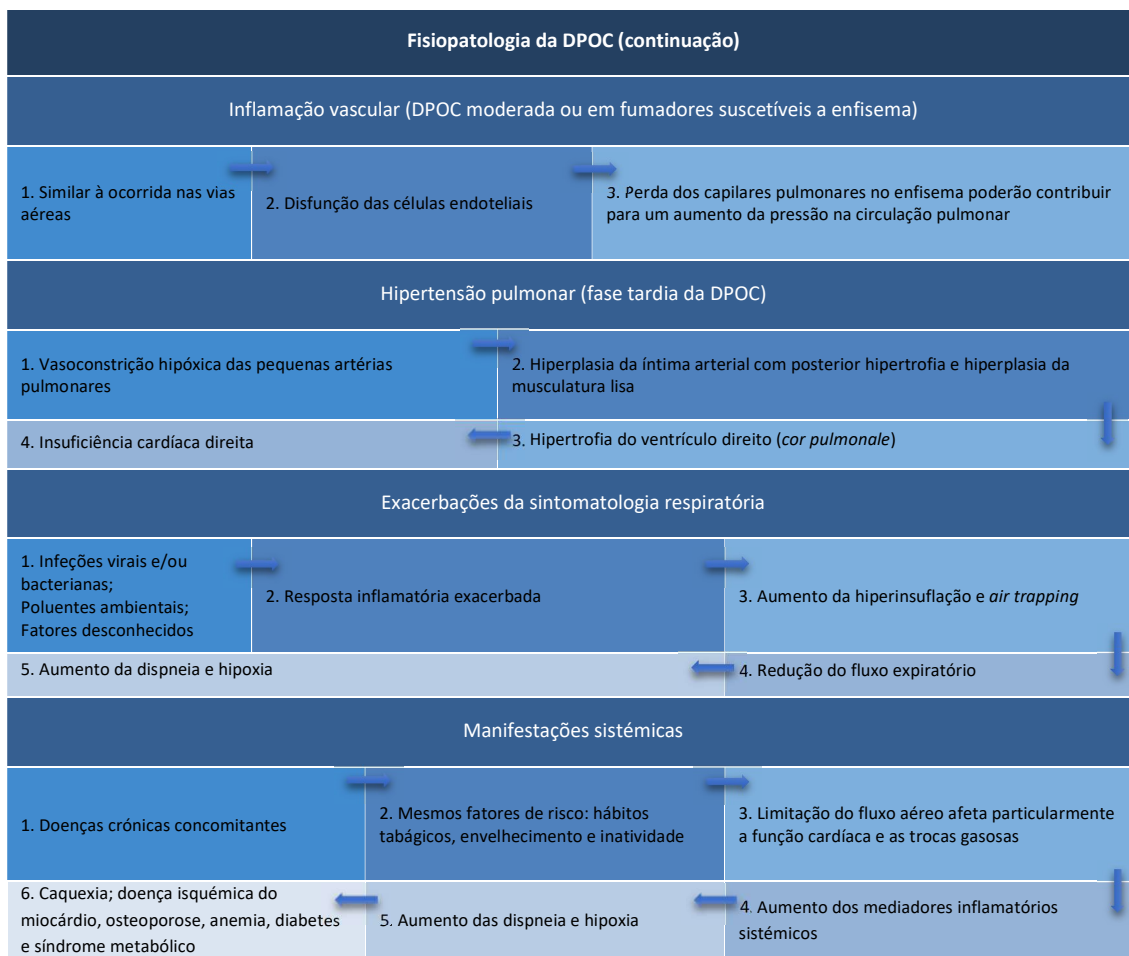 Fisiopatologia da DPOC (continuação)
Inflamação vascular (DPOC moderada ou em fumadores suscetíveis a enfisema)
1. Similar à ocorrida nas vias
aéreas
2. Disfunção das células endoteliais
3. Perda dos capilares pulmonares no enfisema poderão contribuir
para um aumento da pressão na circulação pulmonar
Hipertensão pulmonar (fase tardia da DPOC)
1. Vasoconstrição hipóxica das pequenas artérias
pulmonares
2. Hiperplasia da íntima arterial com posterior hipertrofia e hiperplasia da
musculatura lisa
3. Hipertrofia do ventrículo direito (cor pulmonale)
4. Insuficiência cardíaca direita
Exacerbações da sintomatologia respiratória
1. Infeções virais e/ou
bacterianas;
Poluentes ambientais;
Fatores desconhecidos
2. Resposta inflamatória exacerbada
3. Aumento da hiperinsuflação e air trapping
4. Redução do fluxo expiratório
5. Aumento da dispneia e hipoxia
Manifestações sistémicas
1. Doenças crónicas concomitantes
2. Mesmos fatores de risco: hábitos
tabágicos, envelhecimento e inatividade
3. Limitação do fluxo aéreo afeta particularmente
a função cardíaca e as trocas gasosas
4. Aumento dos mediadores inflamatórios
sistémicos
5. Aumento das dispneia e hipoxia
6. Caquexia; doença isquémica do
miocárdio, osteoporose, anemia, diabetes
e síndrome metabólico